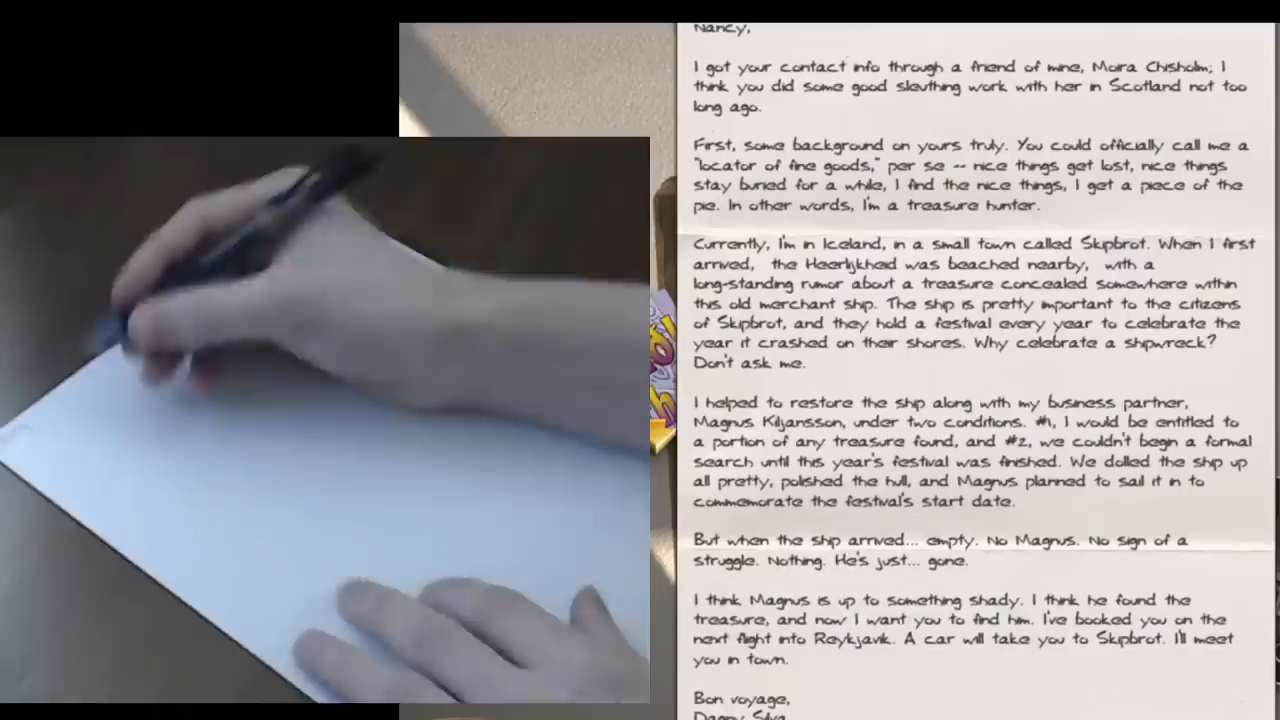 Nancy,
I got your contact info through a friend of mine, Moira Chisholm; I
think you did some good sleuthing work with her in Scotland not too
long ago.
First, some background on yours truly. You could officially call me a
"locator of fine goods," per se -- nice things get lost, nice things
stay buried for a while, I find the nice things, I get a piece of the
pie. In other words, I'm a treasure hunter.
Currently, I'm in Iceland, in a small town called Skipbrot. When I first
arrived, the Heerlijkheid was beached nearby, with a
long-standing rumor about a treasure concealed somewhere within
this old merchant ship. The ship is pretty important to the citizens
of Skipbrot, and they hold a festival every year to celebrate the
year it crashed on their shores. Why celebrate a shipwreck?
Don't ask me.
I helped to restore the ship along with my business partner,
Magnus Kiljansson, under two conditions. #1, I would be entitled to
a portion of any treasure found, and #2, we couldn't begin a formal
search until this year's festival was finished. We dolled the ship up
all pretty, polished the hull, and Magnus planned to sail it in to
commemorate the festival's start date.
But when the ship arrived... empty. No Magnus. No sign of a
struggle. Nothing. He's just... gone.
I think Magnus is up to something shady. I think he found the
treasure, and now I want you to find him. I've booked you on the
next flight into Reykjavik. A car will take you to Skipbrot. I'll meet
you in town.
Bon voyage,
Dagny Silva